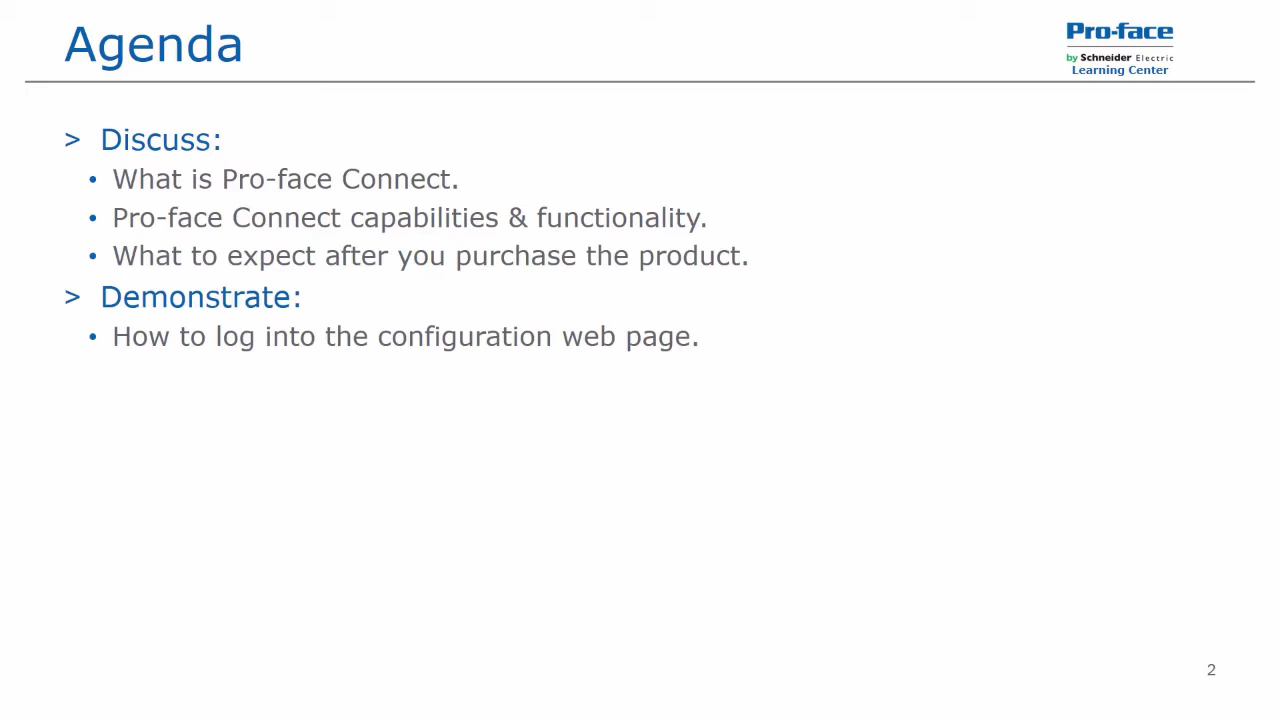 Agenda
Pro-face
by Schneider Electric
Learning Center
> Discuss:
• What is Pro-face Connect.
• Pro-face Connect capabilities & functionality.
• What to expect after you purchase the product.
> Demonstrate:
• How to log into the configuration web page.
2